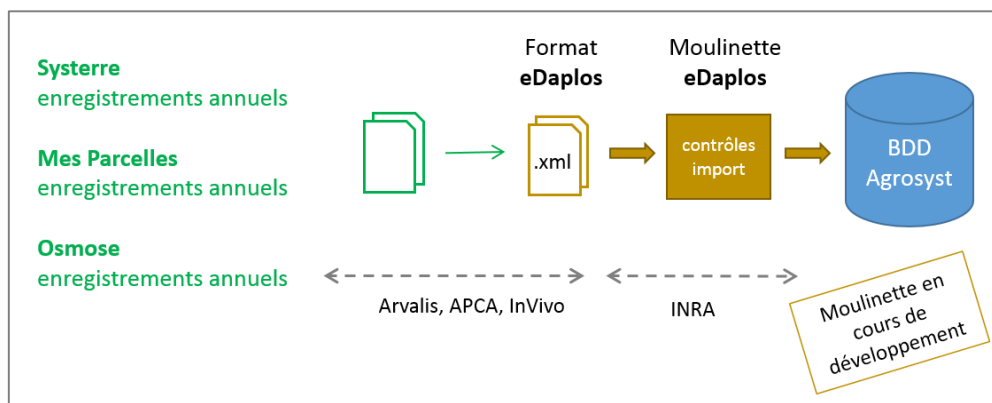 Systerre
enregistrements annuels
Mes Parcelles
enregistrements annuels
Osmose
enregistrements annuels
Format
eDaplos
.xml
Moulinette
eDaplos
contrôles
import
BDD
Agrosyst
Arvalis, APCA, InVivo
INRA
Moulinette en
cours de
développement